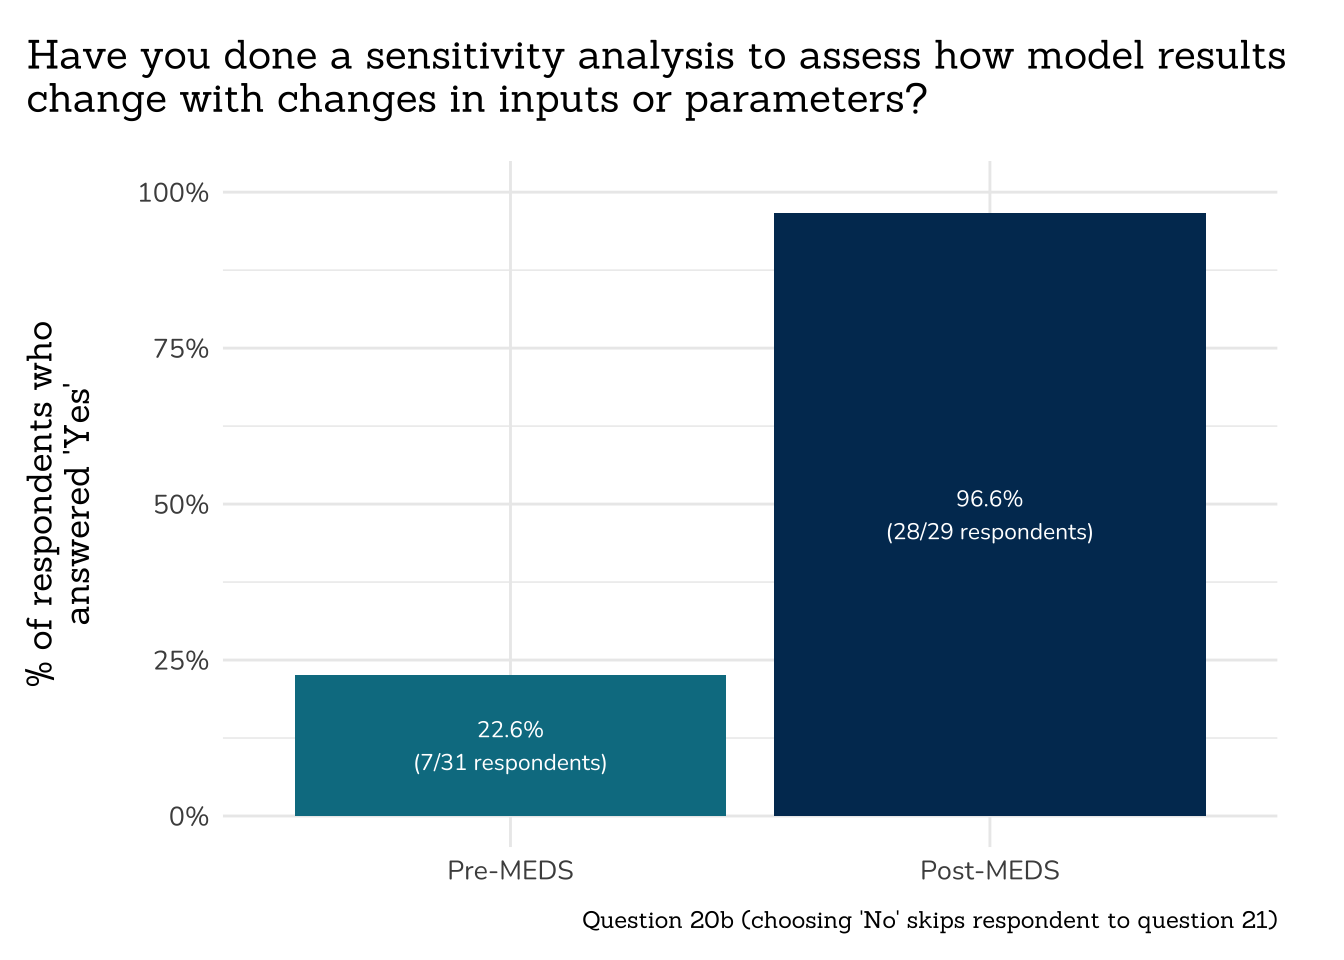 Have you done a sensitivity analysis to assess how model results
change with changes in inputs or parameters?
% of respondents who
answered 'Yes'
100%
75%
50%
25%
0%
22.6%
(7/31 respondents)
96.6%
(28/29 respondents)
Pre-MEDS
Post-MEDS
Question 20b (choosing 'No' skips respondent to question 21)